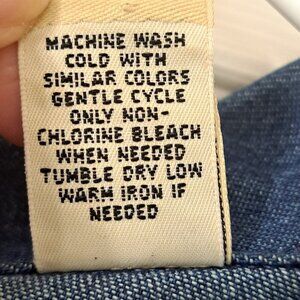 MACHINE WASH
COLD WITH
SIMILAR COLORS
GENTLE CYCLE
ONLY NON-
CHLORINE BLEACH
WHEN NEEDED
TUMBLE DRY LOW
WARM IRON IF
NEEDED